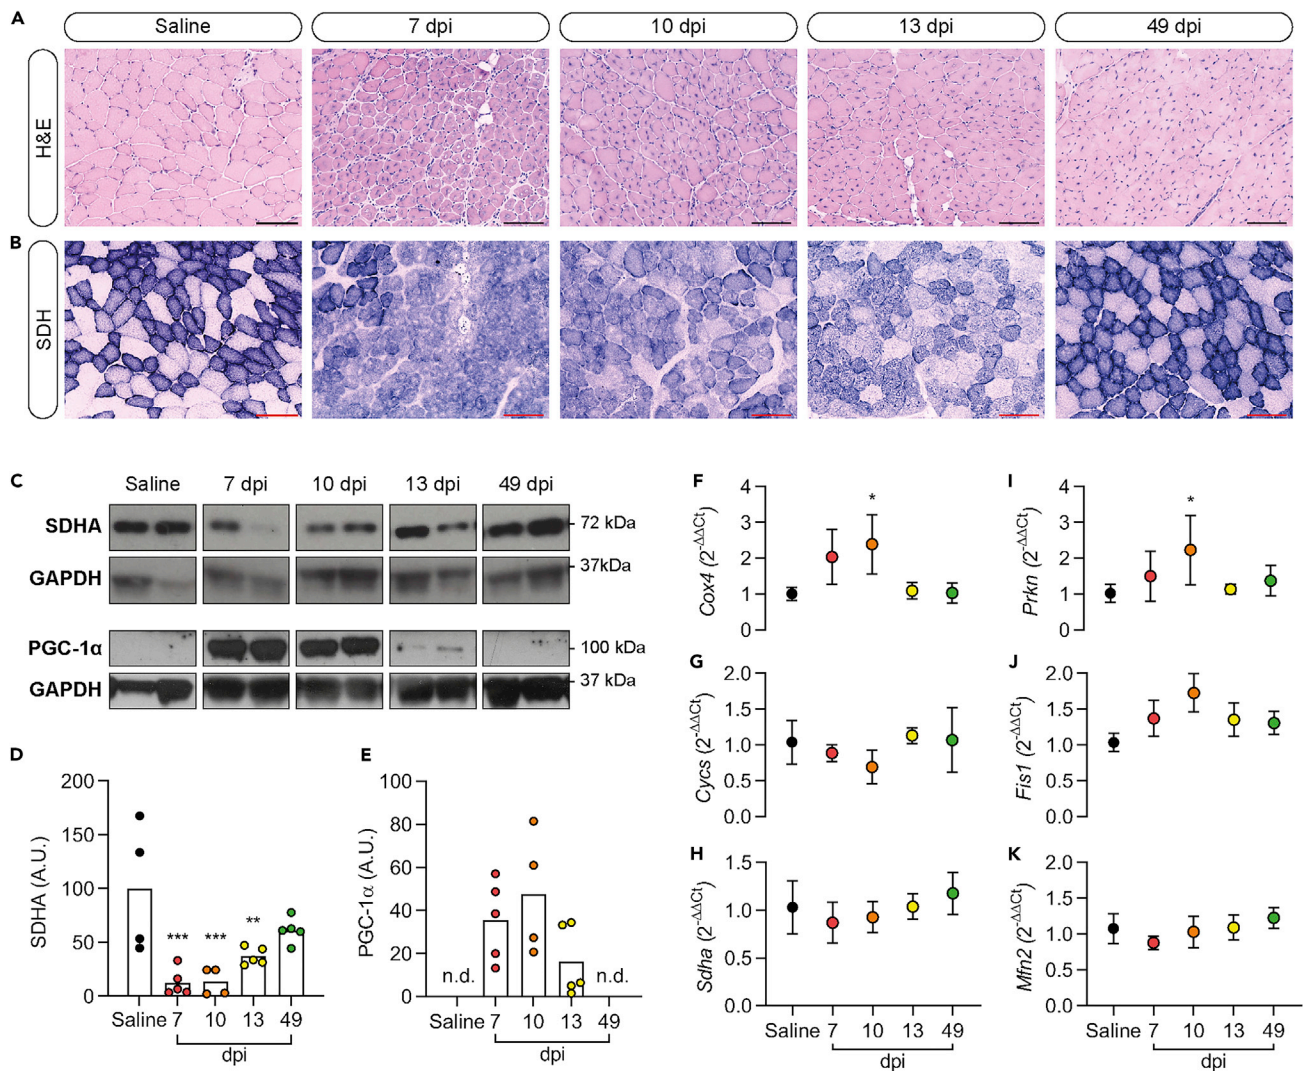 A
Saline
7 dpi
10 dpi
13 dpi
49 dpi
H&E
B
SDH
C
Saline
7 dpi
10 dpi
13 dpi
49 dpi
SDHA
72 kDa
GAPDH
37kDa
PGC-1α
100 kDa
GAPDH
37 kDa
D
SDHA (A.U.)
200
150
100
50
0
***
***
**
Saline
7
10
13
49
dpi
E
PGC-1α (A.U.)
100
80
60
40
20
0
n.d.
n.d.
Saline
7
10
13
49
dpi
F
Cox4 (2-ΔΔCt)
4
3
2
1
0
*
G
Cycs (2-ΔΔCt)
2.0
1.5
1.0
0.5
0.0
H
Sdha (2-ΔΔCt)
1.5
1.0
0.5
0.0
Saline
7
10
13
49
dpi
I
Prkn (2-ΔΔCt)
4
3
2
1
0
*
J
Fis1 (2-ΔΔCt)
2.0
1.5
1.0
0.5
0.0
K
Mfn2 (2-ΔΔCt)
2.0
1.5
1.0
0.5
0.0
Saline
7
10
13
49
dpi